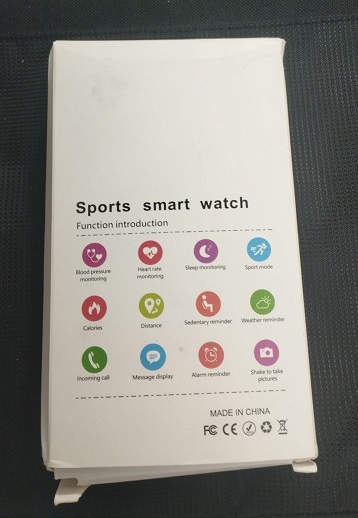 Sports smart watch
Function introduction
Blood pressure monitoring
Heart rate monitoring
Sleep monitoring
Sport mode
Calories
Distance
Sedentary reminder
Weather reminder
Incoming call
Message display
Alarm reminder
Shake to take pictures
MADE IN CHINA
FC CE